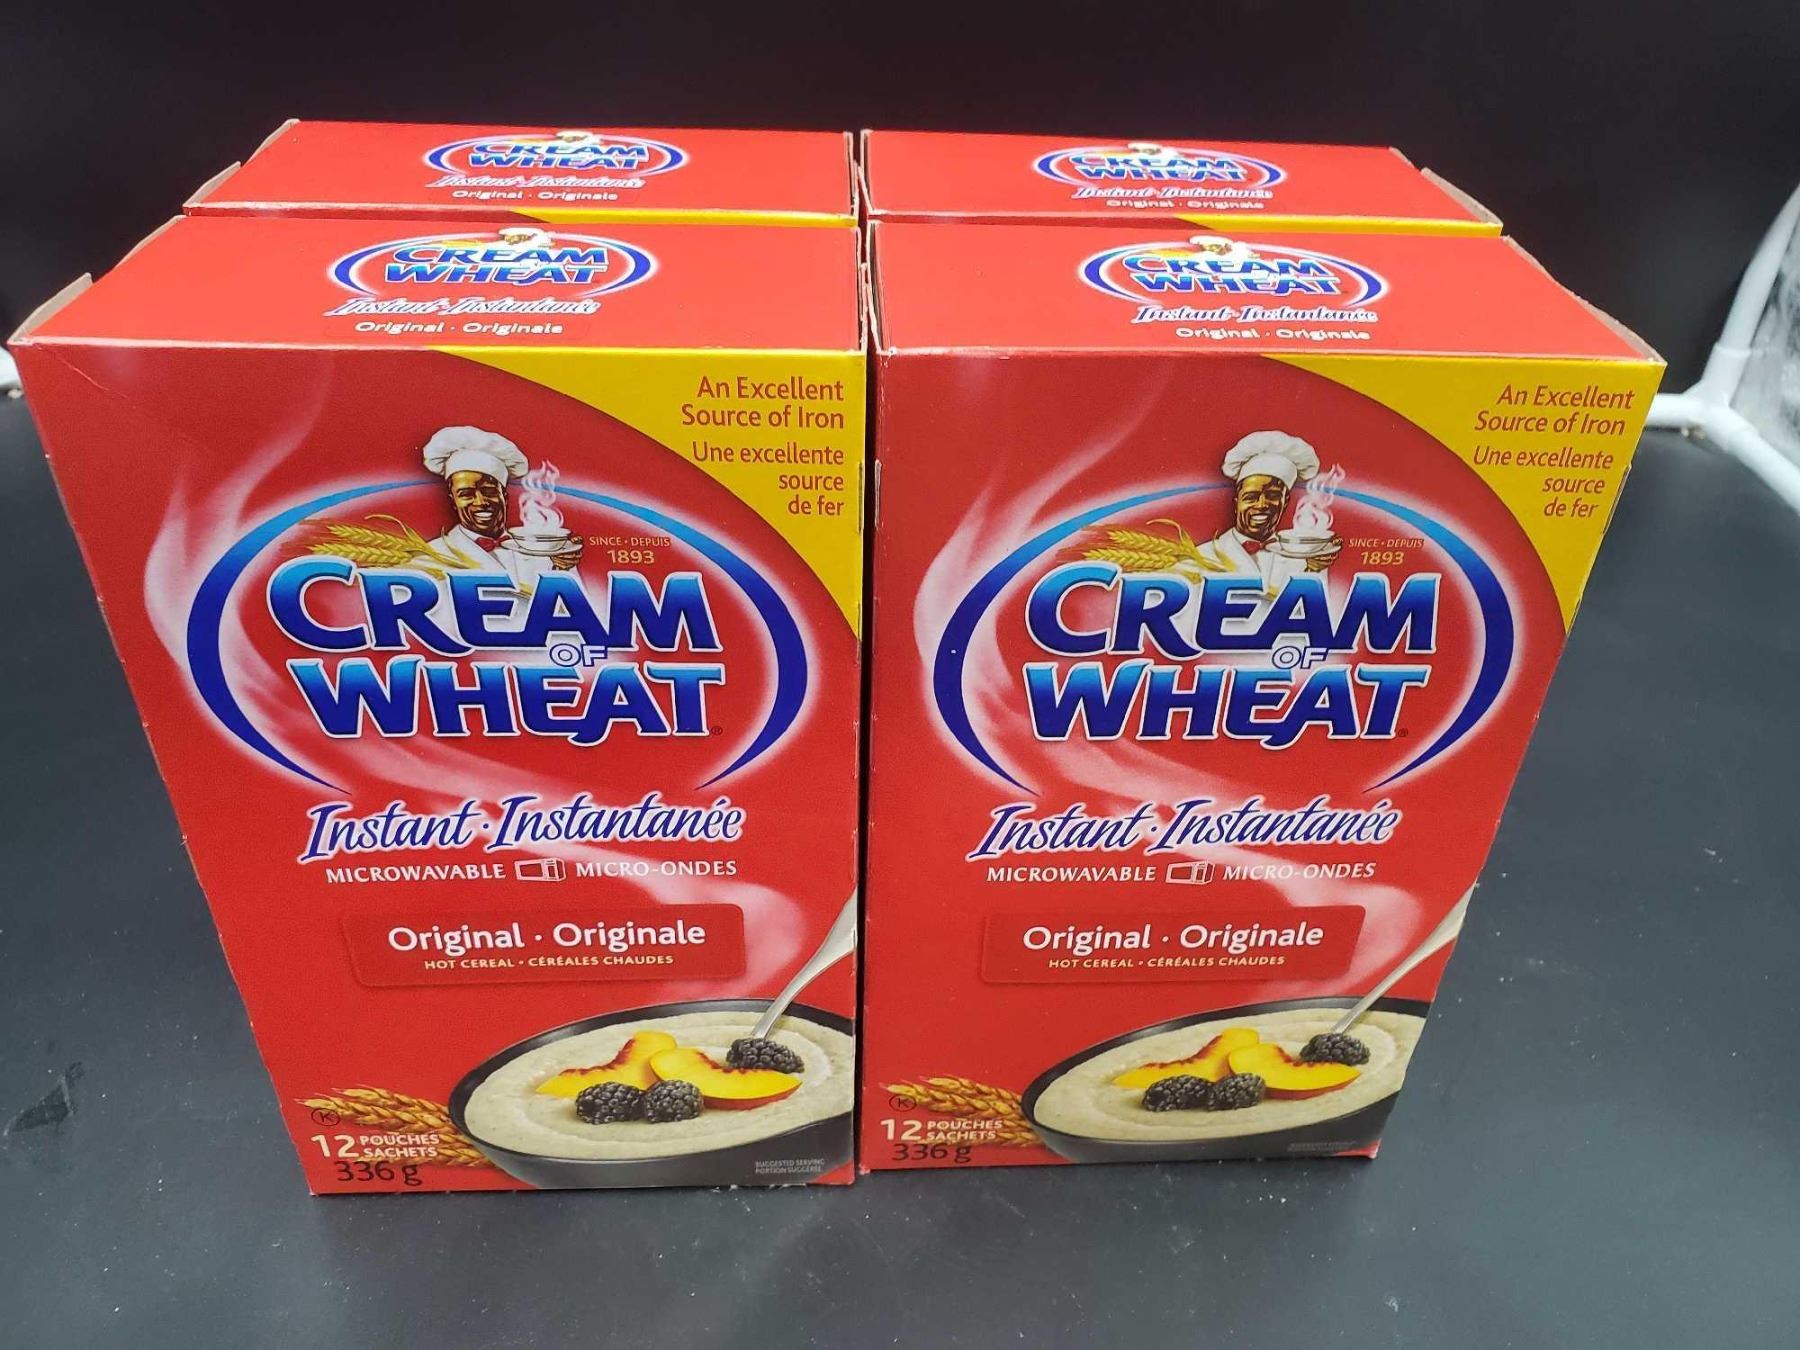 CREAM
WHEAT
Instant·Instantanée
Original · Originale
CREAM
WHEAT
Instant·Instantanée
Original · Originale
CREAM
WHEAT
Instant·Instantanée
Original · Originale
CREAM
WHEAT
Instant·Instantanée
Original · Originale
An Excellent
Source of Iron
Une excellente
source
de fer
SINCE • DEPUIS
1893
CREAM
OF
WHEAT®
Instant·Instantanée
MICROWAVABLE MICRO-ONDES
Original · Originale
HOT CEREAL • CÉRÉALES CHAUDES
K
12 POUCHES
SACHETS
336 g
SUGGESTED SERVING
PORTION SUGGÉRÉE
An Excellent
Source of Iron
Une excellente
source
de fer
SINCE • DEPUIS
1893
CREAM
OF
WHEAT®
Instant·Instantanée
MICROWAVABLE MICRO-ONDES
Original · Originale
HOT CEREAL • CÉRÉALES CHAUDES
K
12 POUCHES
SACHETS
336 g